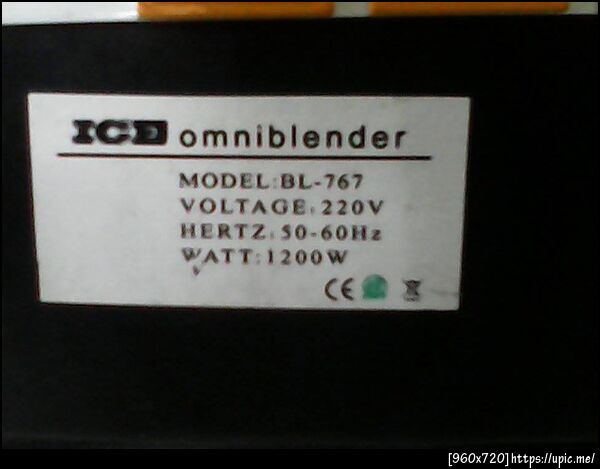 ICE omniblender
MODEL:BL-767
VOLTAGE:220V
HERTZ:50-60Hz
WATT:1200W
CE
[960x720]https://upic.me/